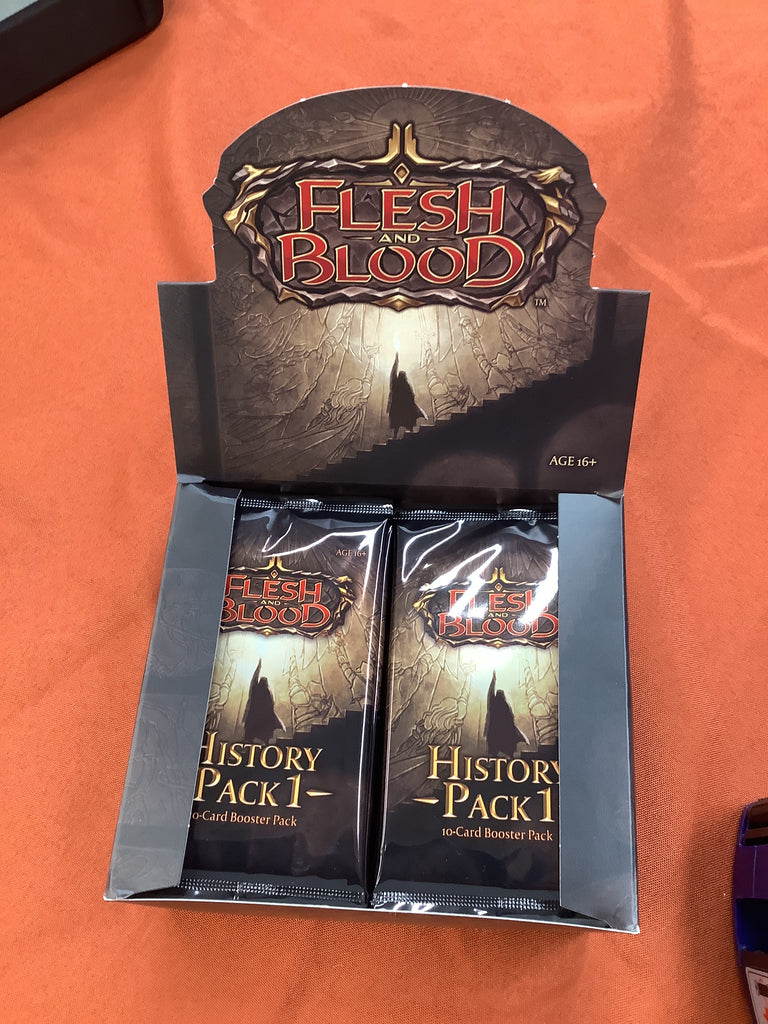 FLESH
AND
BLOOD
TM
AGE 16+
AGE 16+
FLESH
AND
BLOOD
HISTORY
PACK 1
0-Card Booster Pack
FLESH
AND
BLOOD
HISTORY
PACK 1
10-Card Booster Pack